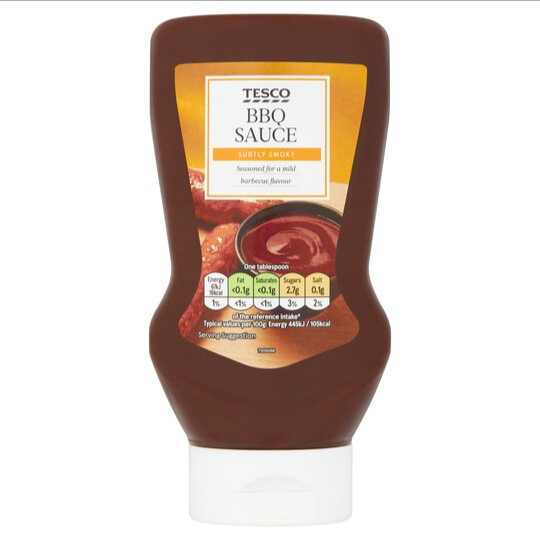 TESCO
BBQ
SAUCE
SUBTLY SMOKY
Seasoned for a mild
barbecue flavour
One tablespoon
Energy Fat Saturates Sugars Salt
67kJ
16kcal <0.1g <0.1g 2.7g 0.1g
1% <1% <1% 3% 2%
of the reference intake*
Typical values per 100g: Energy 445kJ / 105kcal
Serving Suggestion